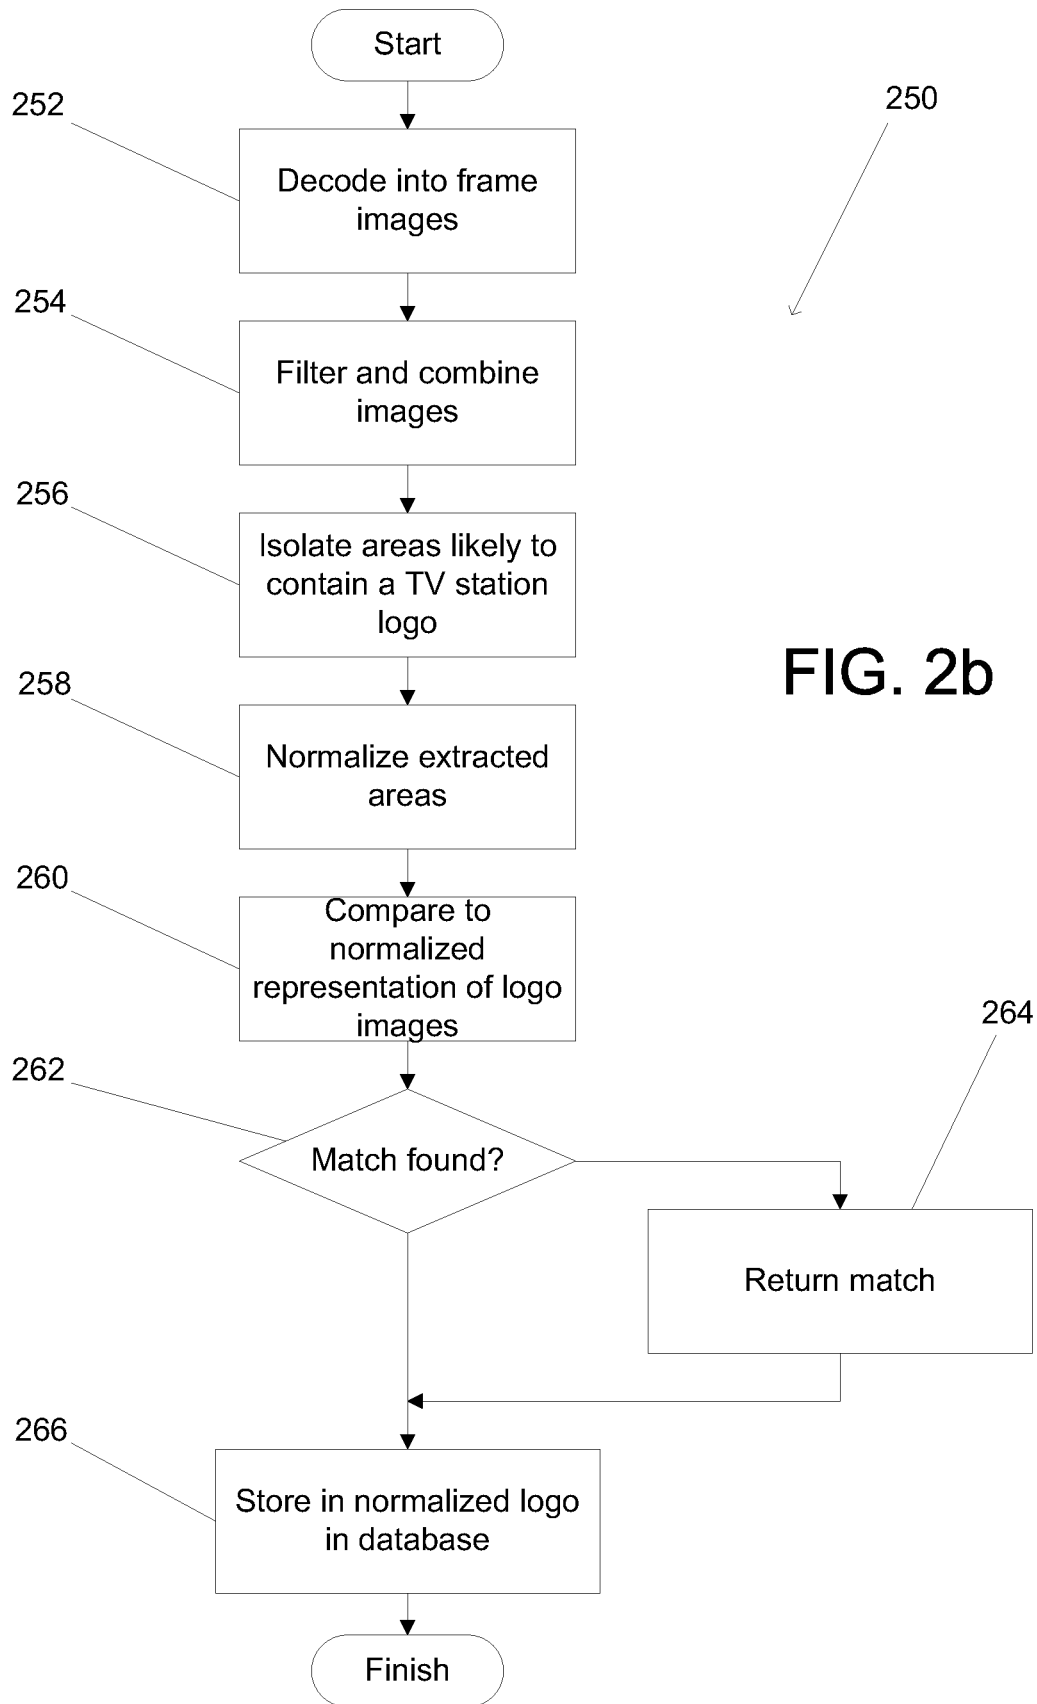 Start
252
250
Decode into frame
images
254
Filter and combine
images
256
Isolate areas likely to
contain a TV station
logo
FIG. 2b
258
Normalize extracted
areas
260
Compare to
normalized
representation of logo
images
264
262
Match found?
Return match
266
Store in normalized logo
in database
Finish